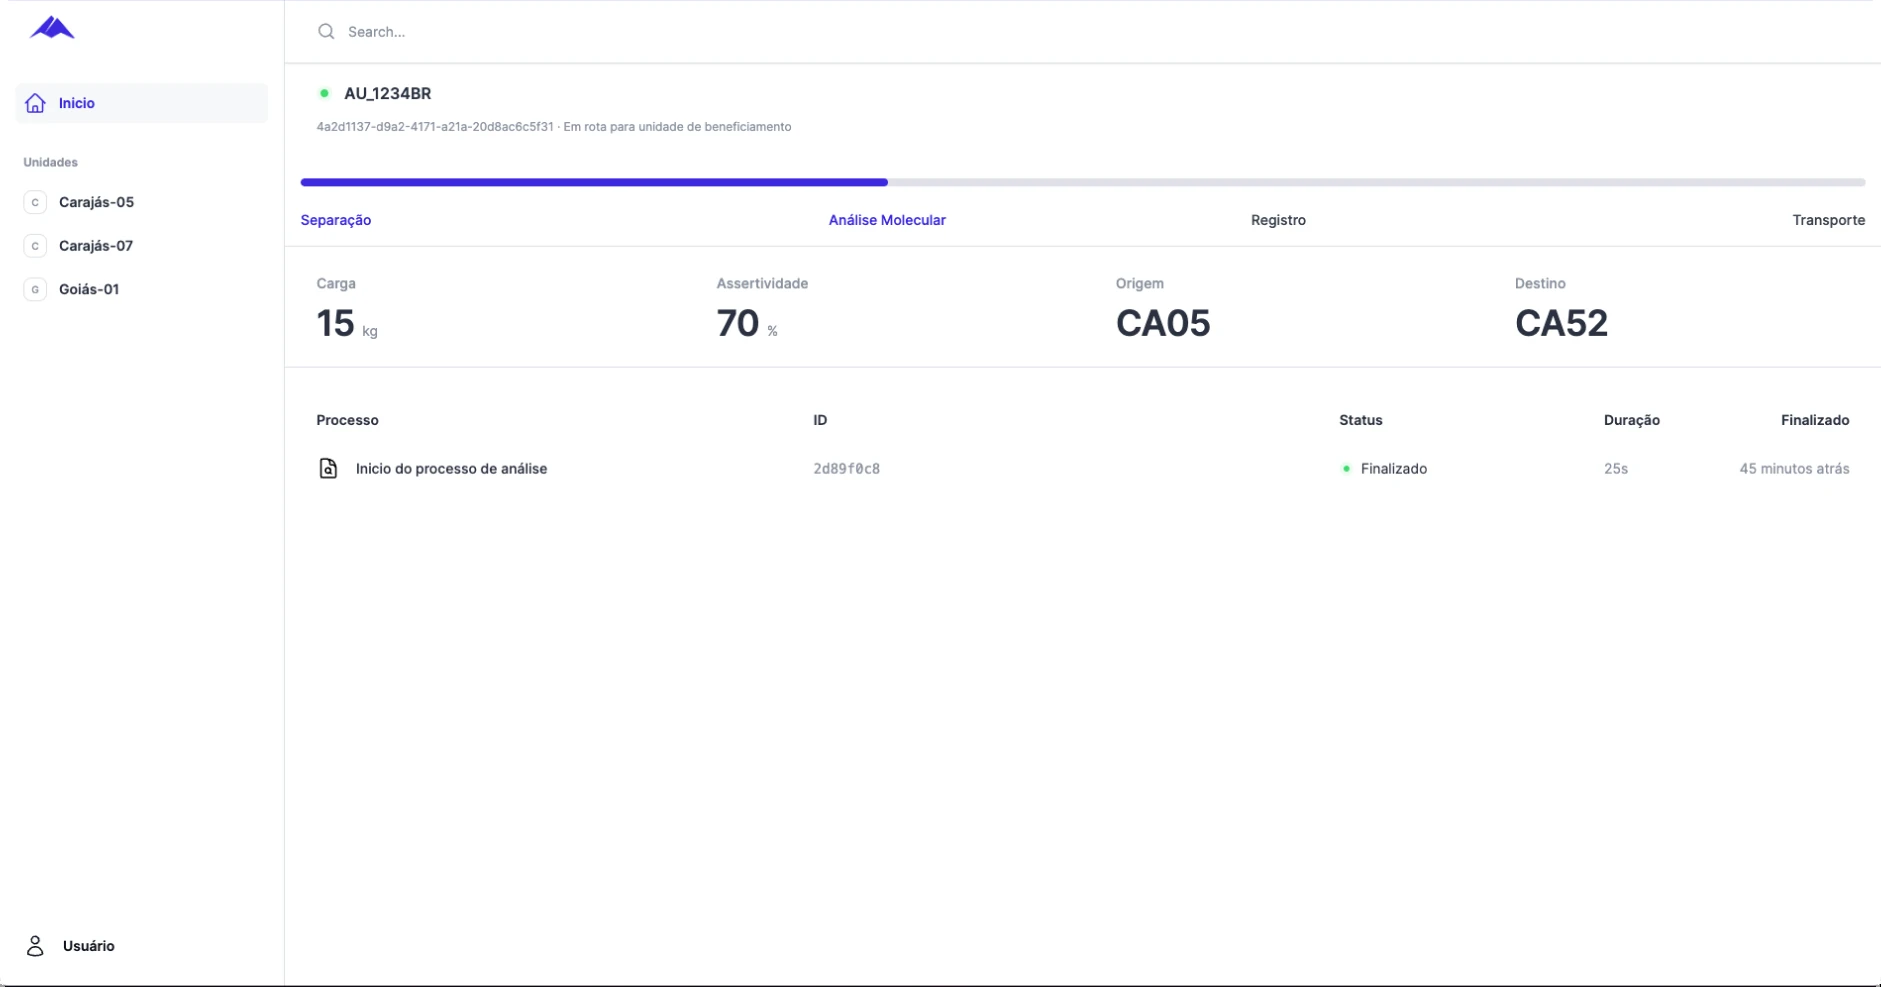 Search...
Inicio
Unidades
C Carajás-05
C Carajás-07
G Goiás-01
Usuário
AU_1234BR
4a2d1137-d9a2-4171-a21a-20d8ac6c5f31 · Em rota para unidade de beneficiamento
Separação Análise Molecular Registro Transporte
Carga Assertividade Origem Destino
15 kg 70 % CA05 CA52
Processo ID Status Duração Finalizado
Inicio do processo de análise 2d89f0c8 Finalizado 25s 45 minutos atrás